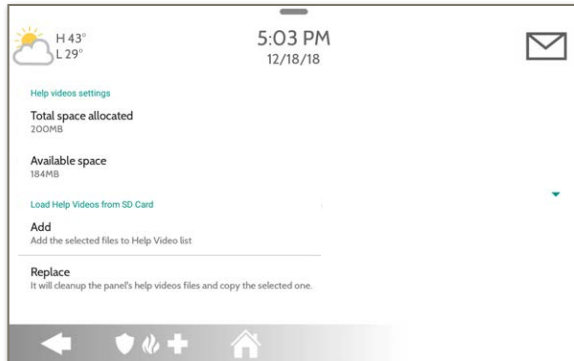 H 43°
L 29°
5:03 PM
12/18/18
Help videos settings
Total space allocated
200MB
Available space
184MB
Load Help Videos from SD Card
Add
Add the selected files to Help Video list
Replace
It will cleanup the panel's help videos files and copy the selected one.